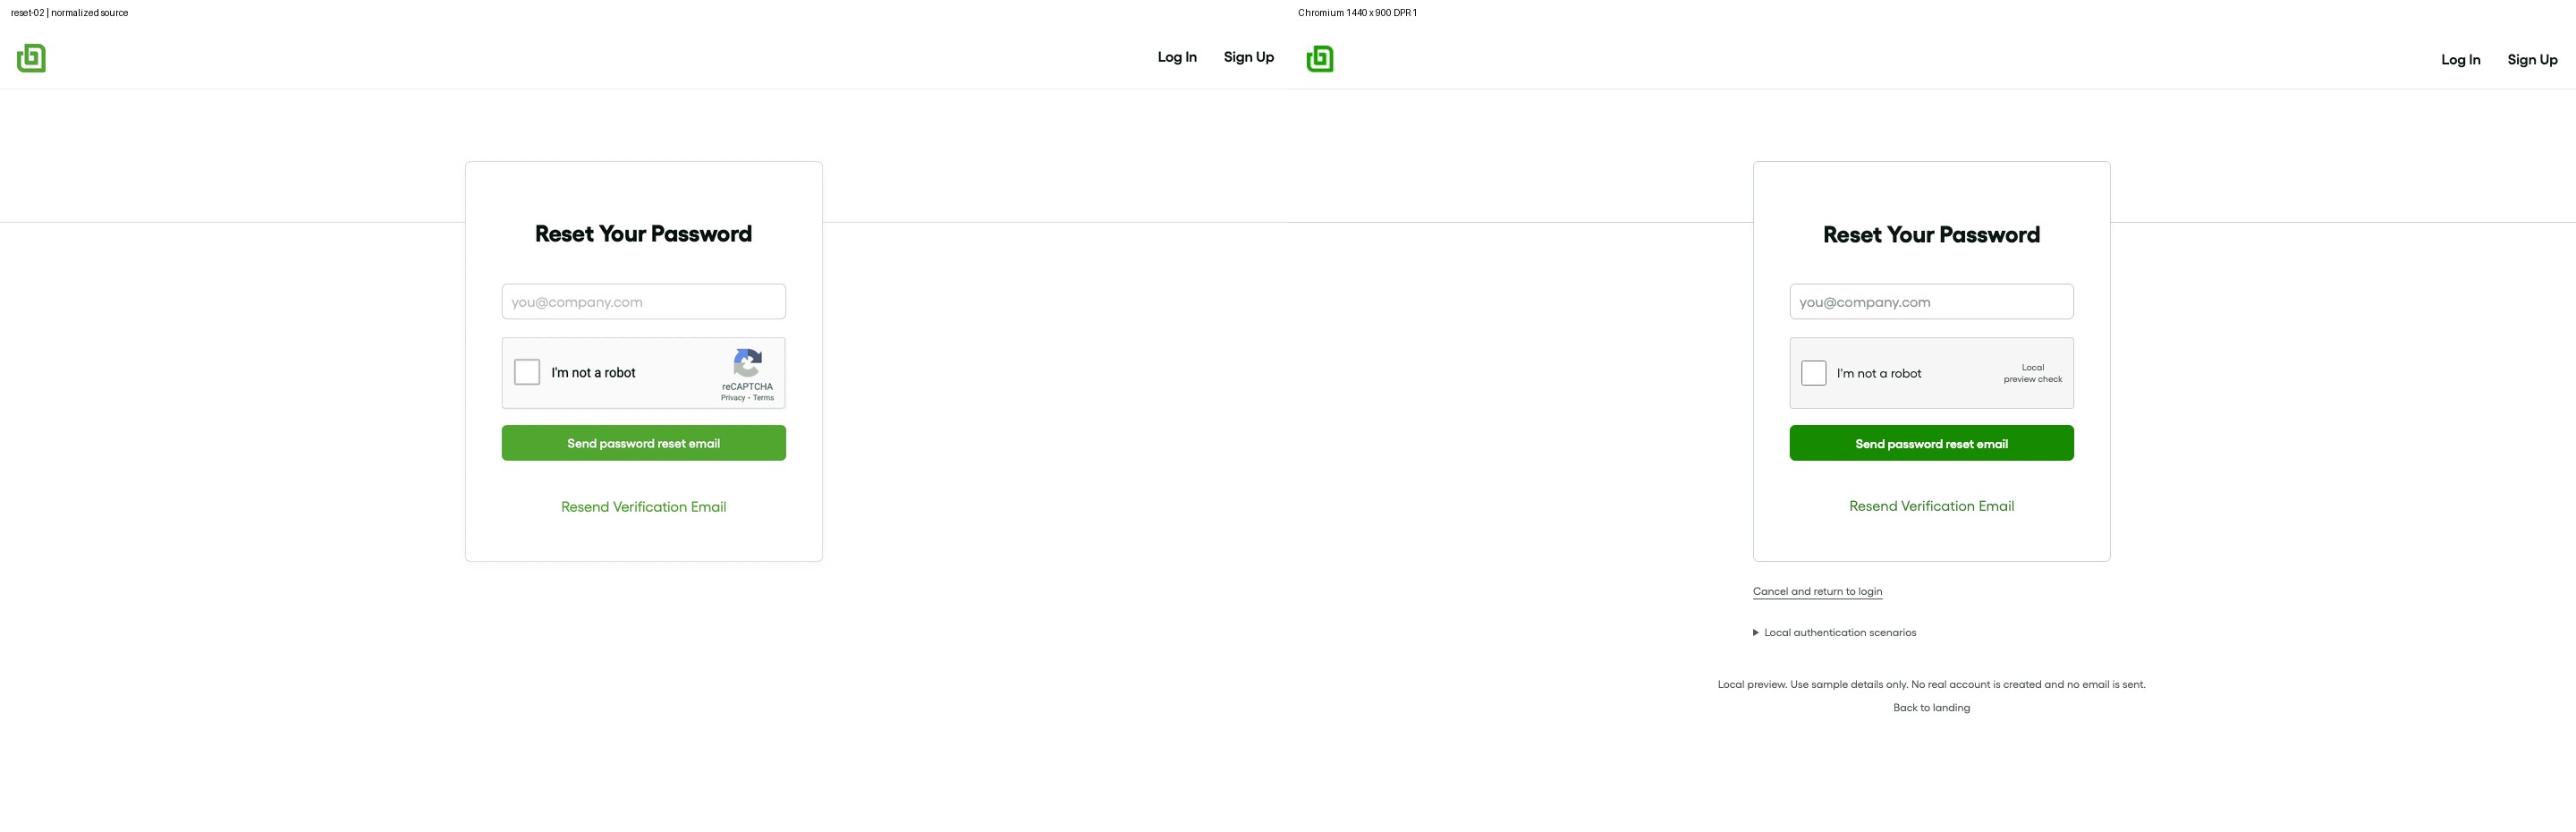 reset-02 | normalized source
Log In
Sign Up
Reset Your Password
you@company.com
I'm not a robot
reCAPTCHA
Privacy - Terms
Send password reset email
Resend Verification Email
Chromium 1440 x 900 DPR 1
Log In
Sign Up
Reset Your Password
you@company.com
I'm not a robot
Local
preview check
Send password reset email
Resend Verification Email
Cancel and return to login
Local authentication scenarios
Local preview. Use sample details only. No real account is created and no email is sent.
Back to landing